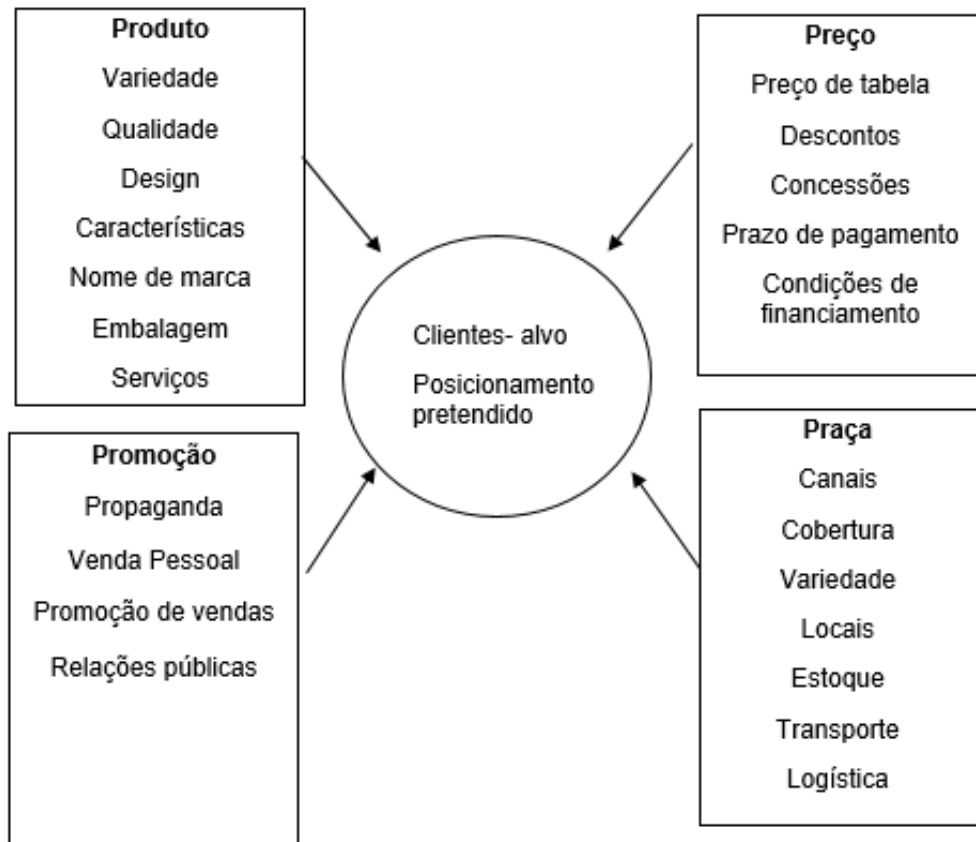 Produto
Variedade
Qualidade
Design
Características
Nome de marca
Embalagem
Serviços
Preço
Preço de tabela
Descontos
Concessões
Prazo de pagamento
Condições de
financiamento
Clientes- alvo
Posicionamento
pretendido
Promoção
Propaganda
Venda Pessoal
Promoção de vendas
Relações públicas
Praça
Canais
Cobertura
Variedade
Locais
Estoque
Transporte
Logística